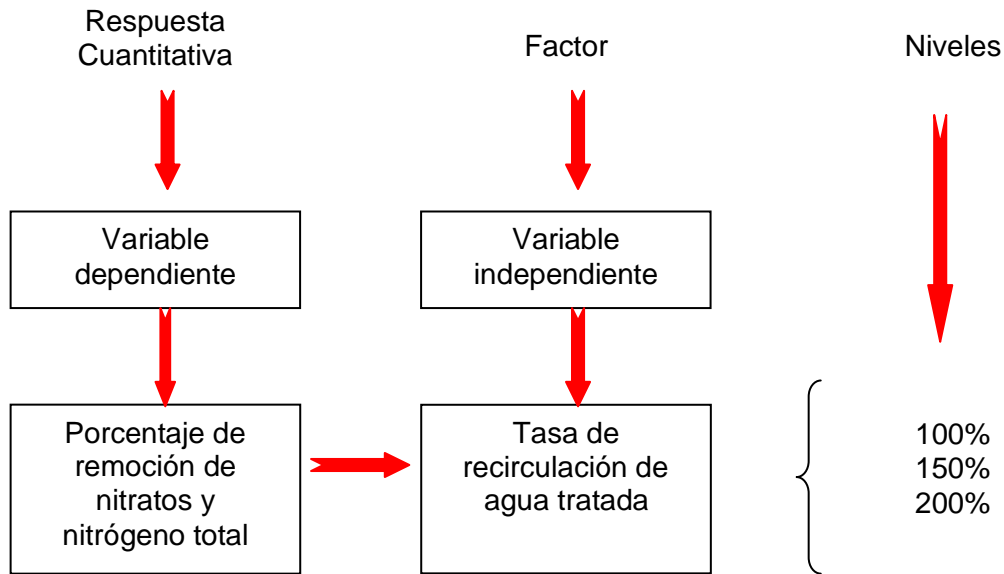 Respuesta
Cuantitativa
Factor
Niveles
Variable
dependiente
Variable
independiente
Porcentaje de
remoción de
nitratos y
nitrógeno total
Tasa de
recirculación de
agua tratada
100%
150%
200%